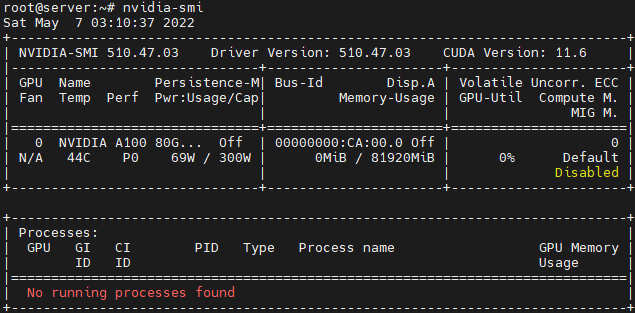 root@server:~# nvidia-smi
Sat May  7 03:10:37 2022
+-----------------------------------------------------------------------------+
| NVIDIA-SMI 510.47.03    Driver Version: 510.47.03    CUDA Version: 11.6     |
|-------------------------------+----------------------+----------------------+
| GPU  Name        Persistence-M| Bus-Id        Disp.A | Volatile Uncorr. ECC |
| Fan  Temp  Perf  Pwr:Usage/Cap|         Memory-Usage | GPU-Util  Compute M. |
|                               |                      |               MIG M. |
|===============================+======================+======================|
|   0  NVIDIA A100 80G...  Off  | 00000000:CA:00.0 Off |                    0 |
| N/A   44C    P0    69W / 300W |      0MiB / 81920MiB |      0%      Default |
|                               |                      |             Disabled |
+-------------------------------+----------------------+----------------------+

+-----------------------------------------------------------------------------+
| Processes:                                                                  |
|  GPU   GI   CI        PID   Type   Process name                  GPU Memory |
|        ID   ID                                                   Usage      |
|=============================================================================|
|  No running processes found                                                 |
+-----------------------------------------------------------------------------+